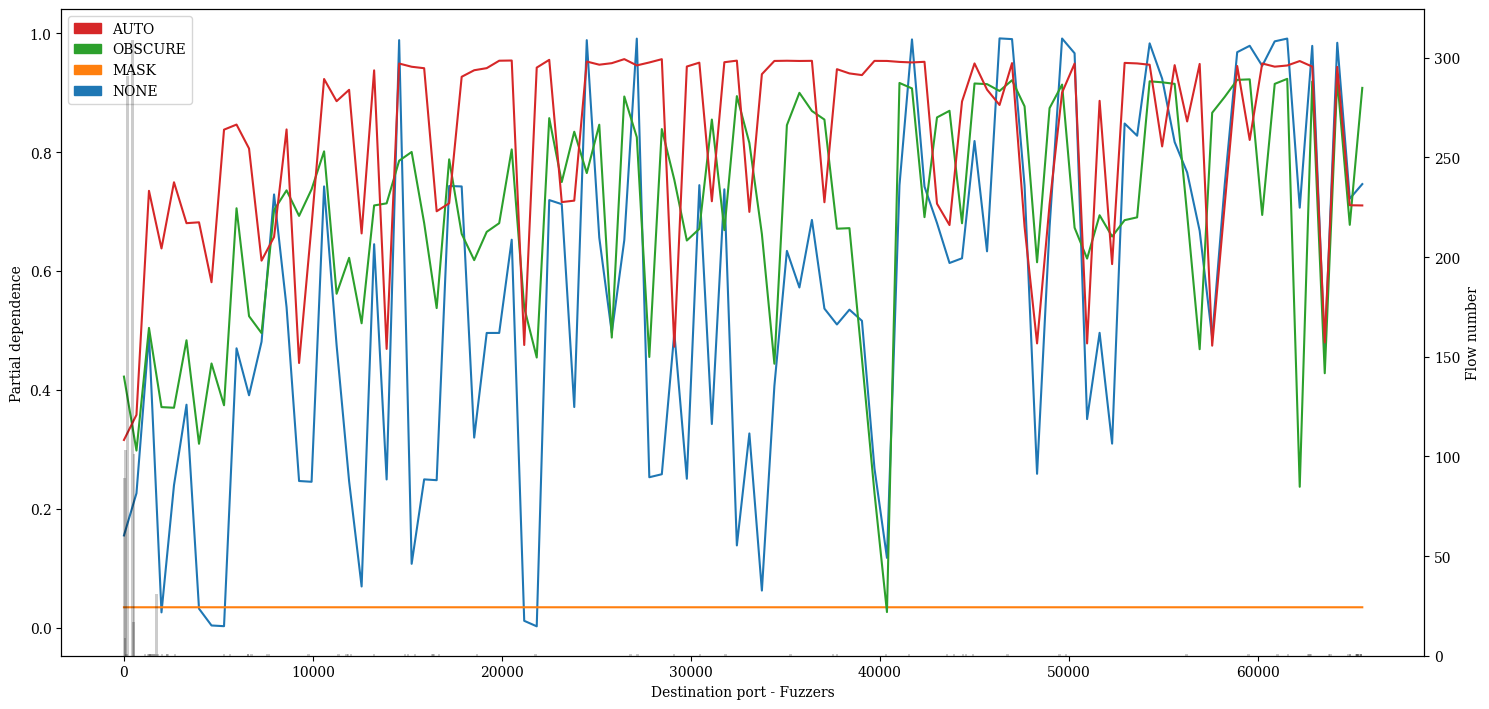 AUTO
OBSCURE
MASK
NONE
1.0
0.8
0.6
0.4
0.2
0.0
Partial dependence
300
250
200
150
100
50
0
Flow number
0 10000 20000 30000 40000 50000 60000
Destination port - Fuzzers